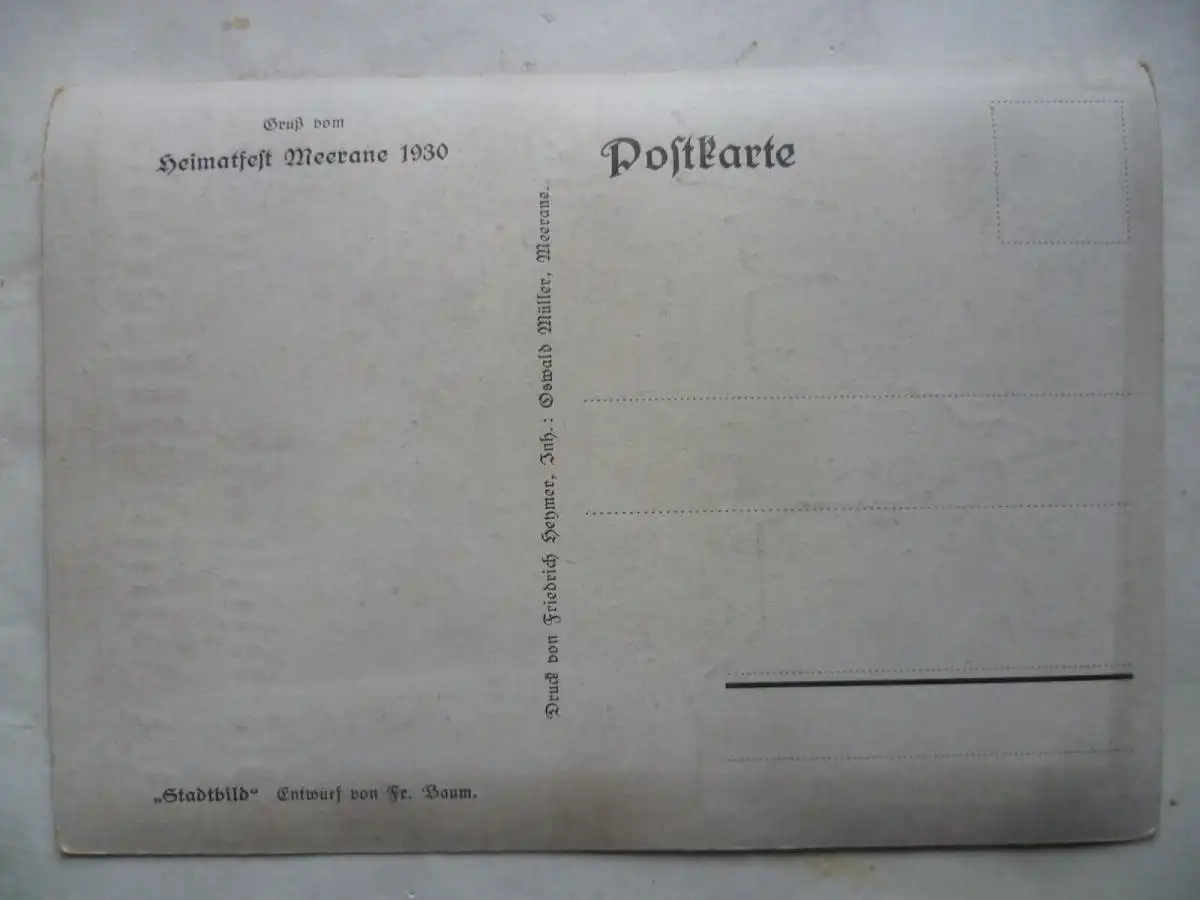 Gruß vom
Heimatfest Meerane 1930
Postkarte
Druck von Friedrich Heymer, Inh.: Oswald Müller, Meerane.
„Stadtbild“ Entwurf von Fr. Baum.